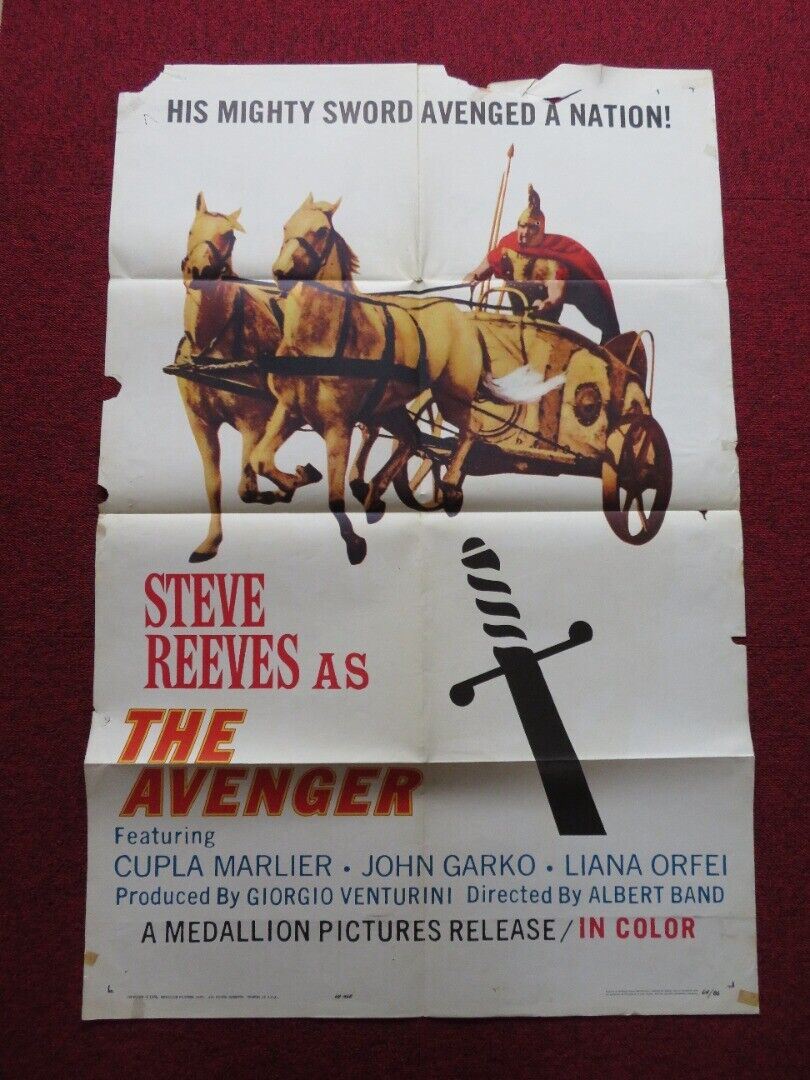 HIS MIGHTY SWORD AVENGED A NATION!
STEVE
REEVES AS
THE
AVENGER
Featuring
CUPLA MARLIER • JOHN GARKO • LIANA ORFEI
Produced By GIORGIO VENTURINI Directed By ALBERT BAND
A MEDALLION PICTURES RELEASE/IN COLOR